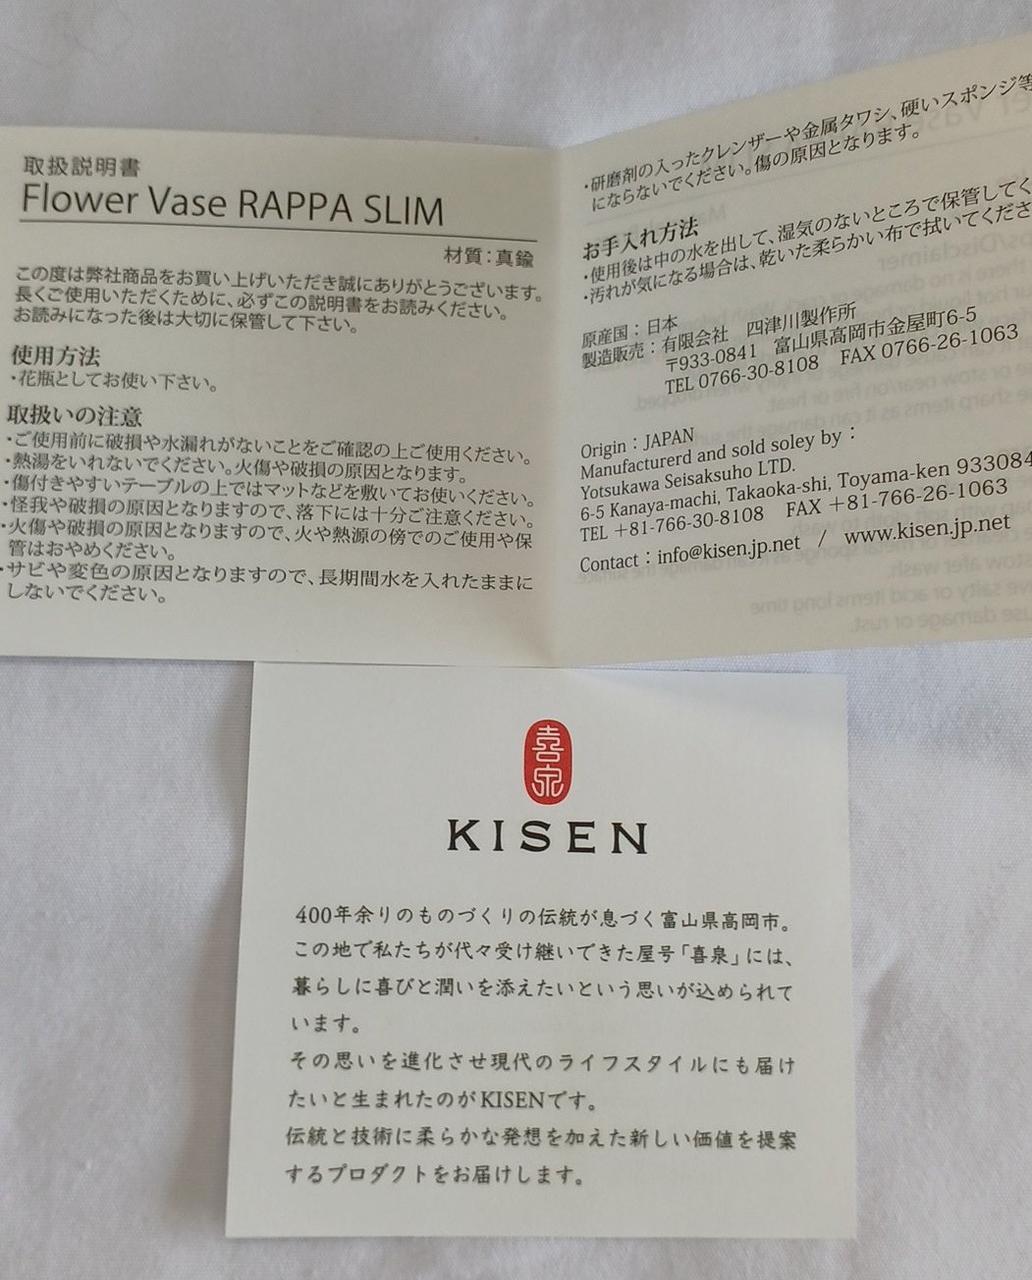 取扱説明書
Flower Vase RAPPA SLIM
材質：真鍮
この度は弊社商品をお買い上げいただき誠にありがとうございます。
長くご使用いただくために、必ずこの説明書をお読みください。
お読みになった後は大切に保管して下さい。
使用方法
・花瓶としてお使い下さい。
取扱いの注意
・ご使用前に破損や水漏れがないことをご確認の上ご使用ください。
・熱湯をいれないでください。火傷や破損の原因となります。
・傷付きやすいテーブルの上ではマットなどを敷いてお使いください。
・怪我や破損の原因となりますので、落下には十分ご注意ください。
・火傷や破損の原因となりますので、火や熱源の傍でのご使用や保
管はおやめください。
・サビや変色の原因となりますので、長期間水を入れたままに
しないでください。
・研磨剤の入ったクレンザーや金属タワシ、硬いスポンジ等
にならないでください。傷の原因となります。
お手入れ方法
・使用後は中の水を出して、湿気のないところで保管してく
・汚れが気になる場合は、乾いた柔らかい布で拭いてくださ
原産国：日本
製造販売：有限会社 四津川製作所
〒933-0841 富山県高岡市金屋町6-5
TEL 0766-30-8108 FAX 0766-26-1063
Origin：JAPAN
Manufacturerd and sold soley by：
Yotsukawa Seisaksuho LTD.
6-5 Kanaya-machi, Takaoka-shi, Toyama-ken 933084
TEL +81-766-30-8108 FAX +81-766-26-1063
Contact：info@kisen.jp.net / www.kisen.jp.net
喜泉
KISEN
400年余りのものづくりの伝統が息づく富山県高岡市。
この地で私たちが代々受け継いできた屋号「喜泉」には、
暮らしに喜びと潤いを添えたいという思いが込められて
います。
その思いを進化させ現代のライフスタイルにも届け
たいと生まれたのがKISENです。
伝統と技術に柔らかな発想を加えた新しい価値を提案
するプロダクトをお届けします。